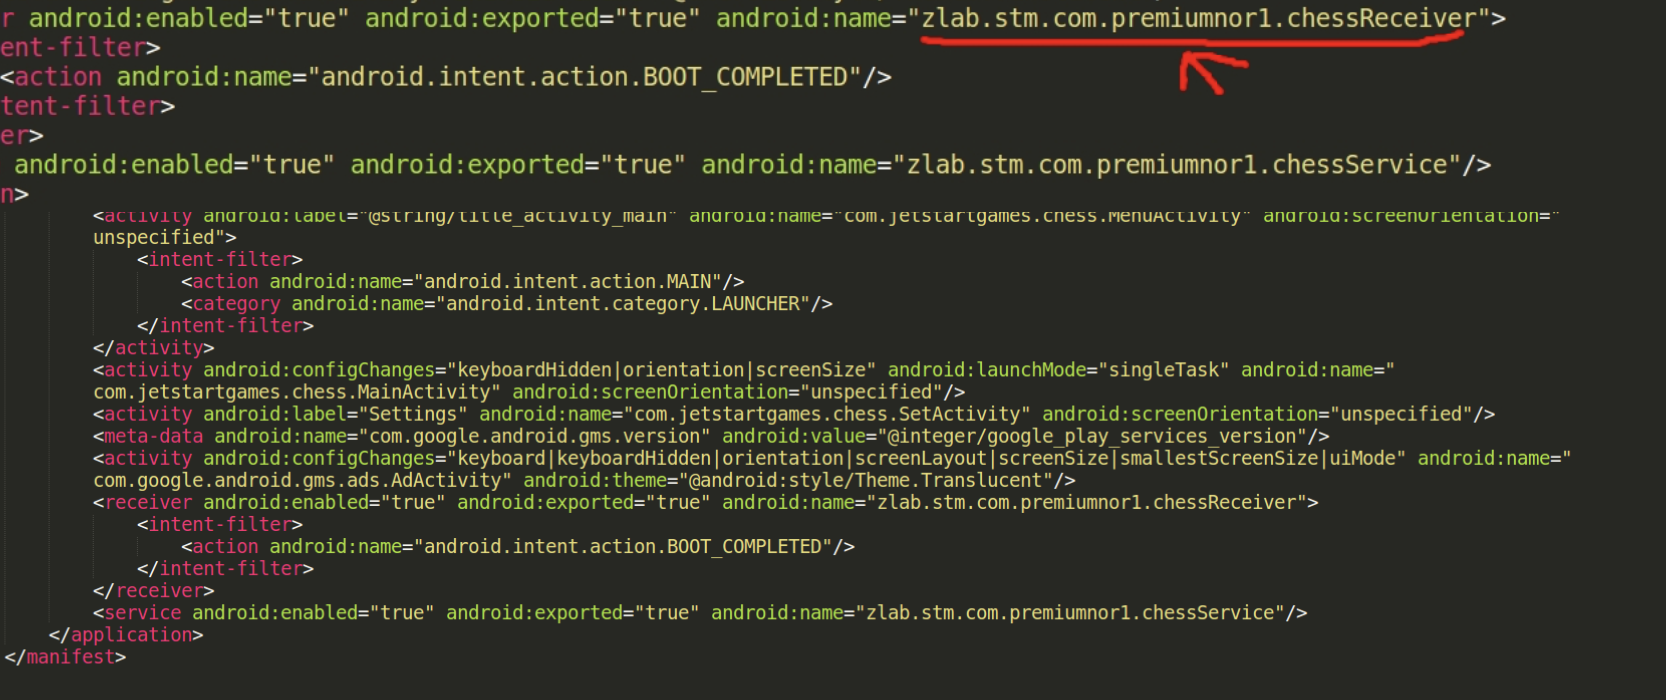 r android:enabled="true" android:exported="true" android:name="zlab.stm.com.premiumnor1.chessReceiver">
ent-filter>
<action android:name="android.intent.action.BOOT_COMPLETED"/>
tent-filter>
er>
android:enabled="true" android:exported="true" android:name="zlab.stm.com.premiumnor1.chessService"/>
n>
<activity android:label="@string/title_activity_main" android:name="com.jetstartgames.chess.MenuActivity" android:screenOrientation="
unspecified">
<intent-filter>
<action android:name="android.intent.action.MAIN"/>
<category android:name="android.intent.category.LAUNCHER"/>
</intent-filter>
</activity>
<activity android:configChanges="keyboardHidden|orientation|screenSize" android:launchMode="singleTask" android:name="
com.jetstartgames.chess.MainActivity" android:screenOrientation="unspecified"/>
<activity android:label="Settings" android:name="com.jetstartgames.chess.SetActivity" android:screenOrientation="unspecified"/>
<meta-data android:name="com.google.android.gms.version" android:value="@integer/google_play_services_version"/>
<activity android:configChanges="keyboard|keyboardHidden|orientation|screenLayout|screenSize|smallestScreenSize|uiMode" android:name="
com.google.android.gms.ads.AdActivity" android:theme="@android:style/Theme.Translucent"/>
<receiver android:enabled="true" android:exported="true" android:name="zlab.stm.com.premiumnor1.chessReceiver">
<intent-filter>
<action android:name="android.intent.action.BOOT_COMPLETED"/>
</intent-filter>
</receiver>
<service android:enabled="true" android:exported="true" android:name="zlab.stm.com.premiumnor1.chessService"/>
</application>
</manifest>